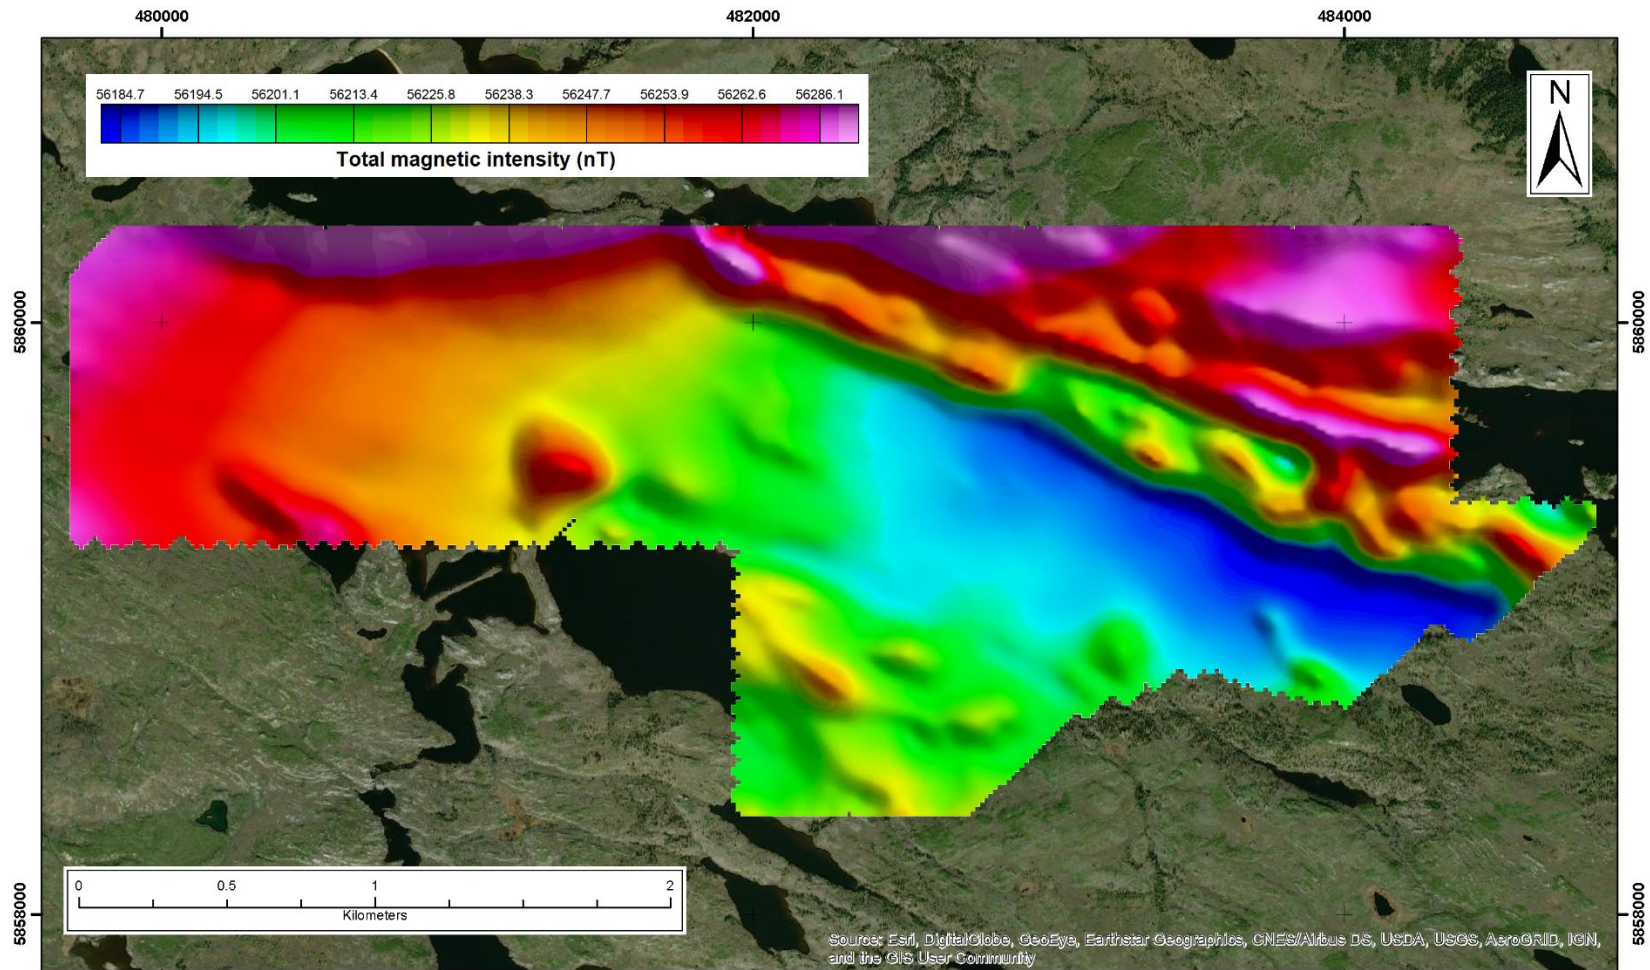 480000 482000 484000
56184.7 56194.5 56201.1 56213.4 56225.8 56238.3 56247.7 56253.9 56262.6 56286.1
Total magnetic intensity (nT)
N
5860000 5860000
0 0.5 1 2
Kilometers
5858000 5858000
Source: Esri, DigitalGlobe, GeoEye, Earthstar Geographics, CNES/Airbus DS, USDA, USGS, AeroGRID, IGN,
and the GIS User Community